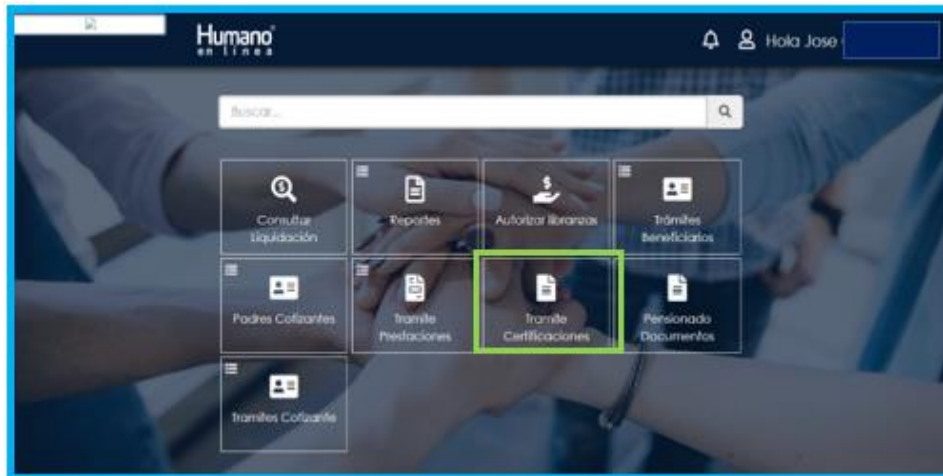 Humano
en línea
Hola Jose
Buscar...
Consultar
Liquidación
Reportes
Autorizar libranzas
Trámites
Beneficiarios
Padres Cotizantes
Tramite
Prestaciones
Tramite
Certificaciones
Pensionado
Documentos
Tramites Cotizante